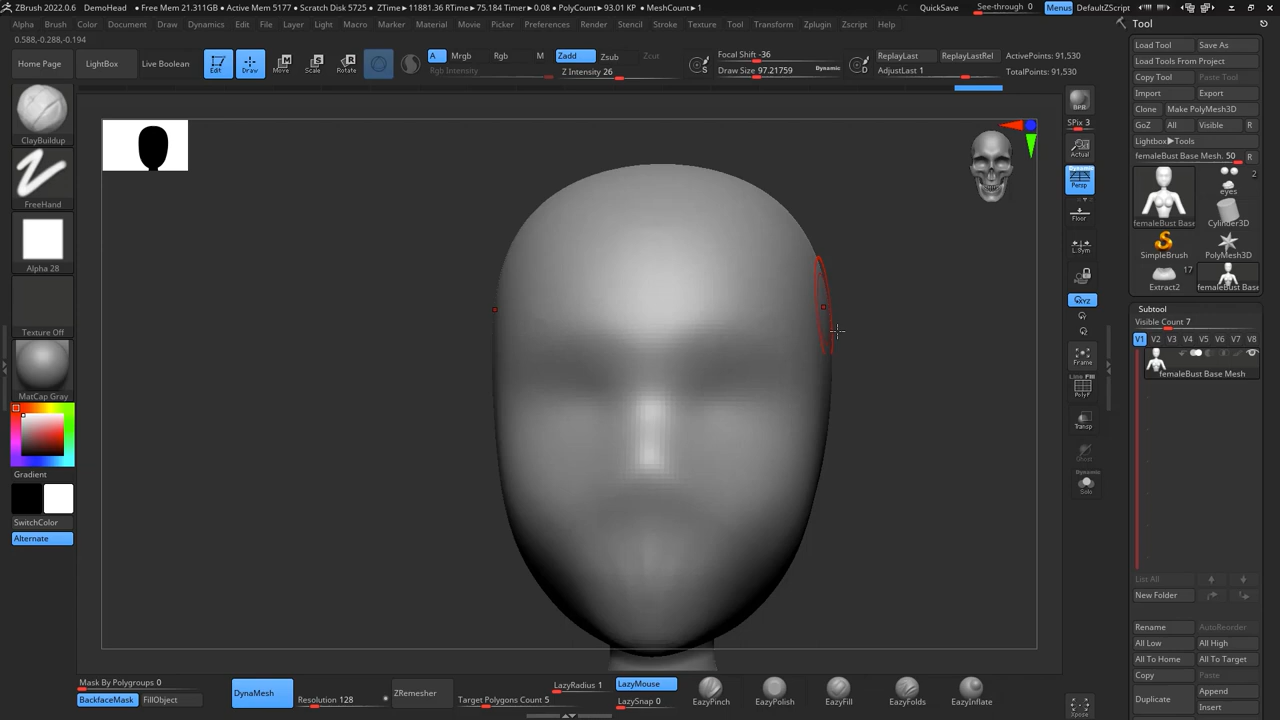 ZBrush 2022.0.6 DemoHead • Free Mem 21.311GB • Active Mem 5177 • Scratch Disk 5725 • ZTime▶11881.36 RTime▶75.184 Timer▶0.08 • PolyCount▶93.01 KP • MeshCount▶1 AC QuickSave See-through 0 Menus DefaultZScript
Alpha Brush Color Document Draw Dynamics Edit File Layer Light Macro Marker Material Movie Picker Preferences Render Stencil Stroke Texture Tool Transform Zplugin Zscript Help
0.588,-0.288,-0.194
Home Page
LightBox
Live Boolean
Edit
Draw
Move
Scale
Rotate
A Mrgb Rgb M
Rgb Intensity
Zadd Zsub Zcut
Z Intensity 26
S
Focal Shift -36
Draw Size 97.21759 Dynamic
D
ReplayLast ReplayLastRel
AdjustLast 1
ActivePoints: 91,530
TotalPoints: 91,530
ClayBuildup
FreeHand
Alpha 28
Texture Off
MatCap Gray
Gradient
SwitchColor
Alternate
BPR
SPix 3
Actual
Dynamic
Persp
Floor
L.Sym
XYZ
Frame
Line Fill
PolyF
Transp
Ghost
Dynamic
Solo
Xpose
Tool
Load Tool Save As
Load Tools From Project
Copy Tool Paste Tool
Import Export
Clone Make PolyMesh3D
GoZ All Visible R
Lightbox▶Tools
femaleBust Base Mesh. 50 R
femaleBust Bas
2
eyes
Cylinder3D
SimpleBrush
PolyMesh3D
17
Extract2
femaleBust Base
Subtool
Visible Count 7
V1 V2 V3 V4 V5 V6 V7 V8
femaleBust Base Mesh
List All
New Folder
Rename AutoReorder
All Low All High
All To Home All To Target
Copy Paste
Duplicate
Append
Insert
Mask By Polygroups 0
BackfaceMask FillObject
DynaMesh
Resolution 128
ZRemesher
Target Polygons Count 5
LazyRadius 1
LazyMouse
LazySnap 0
EazyPinch
EazyPolish
EazyFill
EazyFolds
EazyInflate